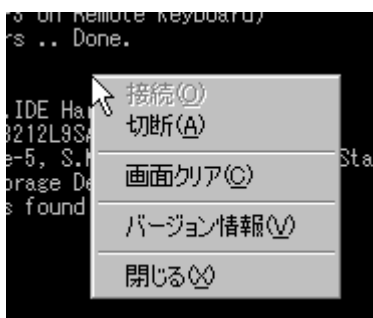 rs on Remote Keyboard)
rs .. Done.
接続(O)
.IDE Ha
切断(A)
3212L9SA
e-5, S.M
Sta
画面クリア(C)
orage De
s found
バージョン情報(V)
閉じる(X)